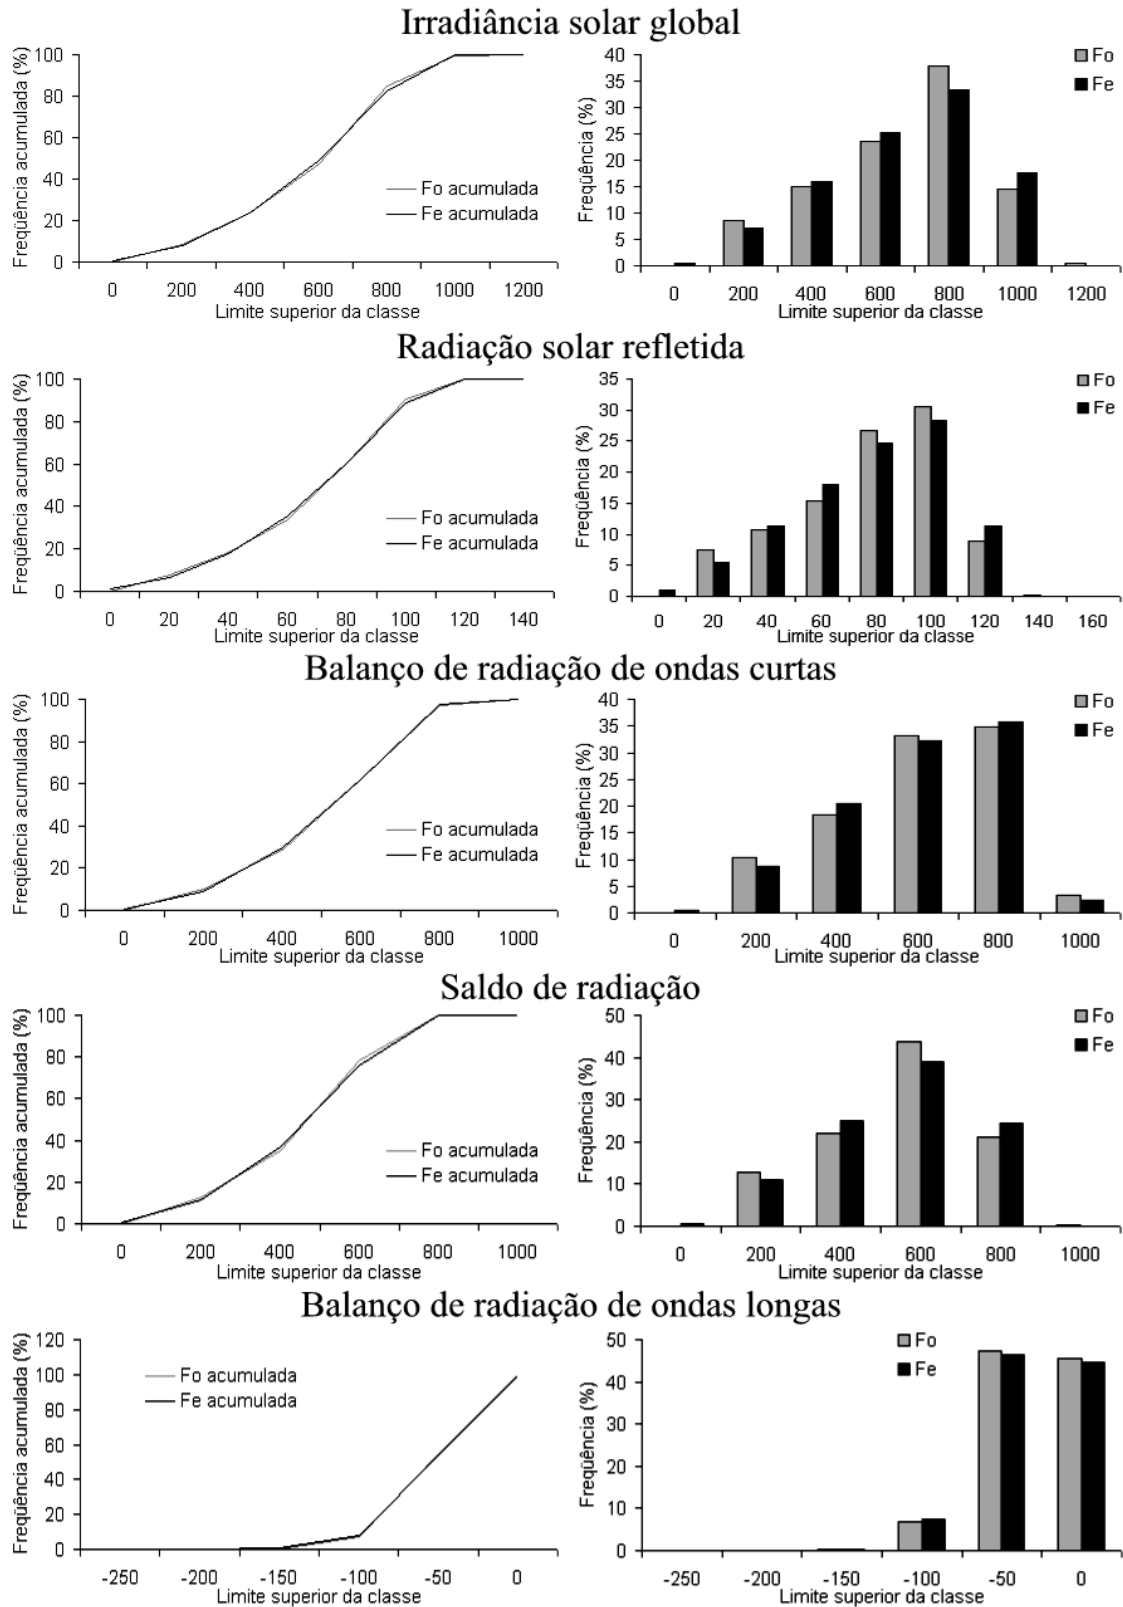 Irradiância solar global
Freqüência acumulada (%)
100
80
60
40
20
0
Fo acumulada
Fe acumulada
0 200 400 600 800 1000 1200
Limite superior da classe
Freqüência (%)
40
35
30
25
20
15
10
5
0
Fo
Fe
0 200 400 600 800 1000 1200
Limite superior da classe
Radiação solar refletida
Freqüência acumulada (%)
100
80
60
40
20
0
Fo acumulada
Fe acumulada
0 20 40 60 80 100 120 140
Limite superior da classe
Freqüência (%)
35
30
25
20
15
10
5
0
Fo
Fe
0 20 40 60 80 100 120 140 160
Limite superior da classe
Balanço de radiação de ondas curtas
Freqüência acumulada (%)
100
80
60
40
20
0
Fo acumulada
Fe acumulada
0 200 400 600 800 1000
Limite superior da classe
Freqüência (%)
40
35
30
25
20
15
10
5
0
Fo
Fe
0 200 400 600 800 1000
Limite superior da classe
Saldo de radiação
Freqüência acumulada (%)
100
80
60
40
20
0
Fo acumulada
Fe acumulada
0 200 400 600 800 1000
Limite superior da classe
Freqüência (%)
50
40
30
20
10
0
Fo
Fe
0 200 400 600 800 1000
Limite superior da classe
Balanço de radiação de ondas longas
Freqüência acumulada (%)
120
100
80
60
40
20
0
Fo acumulada
Fe acumulada
-250 -200 -150 -100 -50 0
Limite superior da classe
Freqüência (%)
50
40
30
20
10
0
Fo
Fe
-250 -200 -150 -100 -50 0
Limite superior da classe